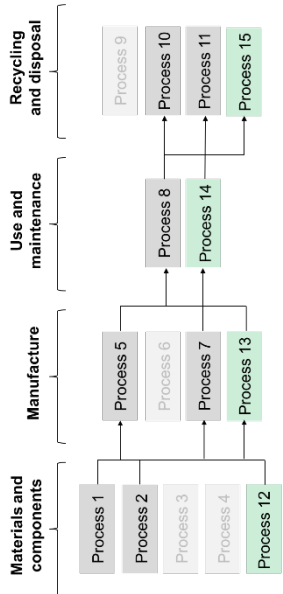 Materials and
components
Manufacture
Use and
maintenance
Recycling
and disposal
Process 1
Process 2
Process 3
Process 4
Process 12
Process 5
Process 6
Process 7
Process 13
Process 8
Process 14
Process 9
Process 10
Process 11
Process 15